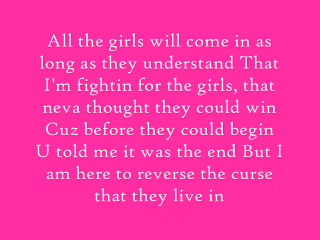 All the girls will come in as
long as they understand That
I'm fightin for the girls, that
neva thought they could win
Cuz before they could begin
U told me it was the end But I
am here to reverse the curse
that they live in